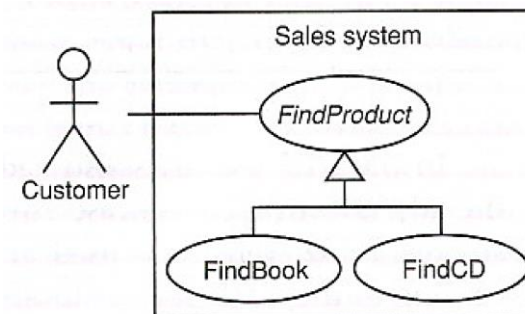 Sales system
FindProduct
Customer
FindBook
FindCD